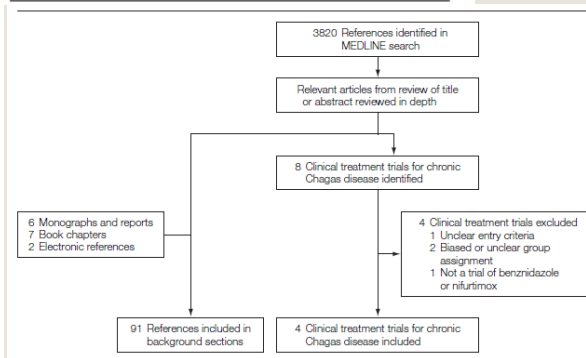 3820 References identified in
MEDLINE search
Relevant articles from review of title
or abstract reviewed in depth
8 Clinical treatment trials for chronic
Chagas disease identified
6 Monographs and reports
7 Book chapters
2 Electronic references
4 Clinical treatment trials excluded
1 Unclear entry criteria
2 Biased or unclear group
assignment
1 Not a trial of benznidazole
or nifurtimox
91 References included in
background sections
4 Clinical treatment trials for chronic
Chagas disease included